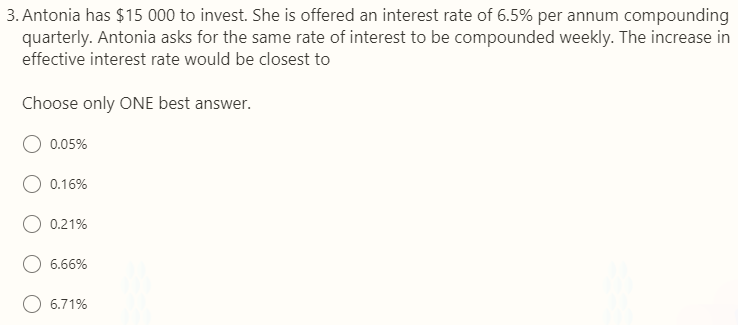 3. Antonia has $15 000 to invest. She is offered an interest rate of 6.5% per annum compounding
quarterly. Antonia asks for the same rate of interest to be compounded weekly. The increase in
effective interest rate would be closest to
Choose only ONE best answer.
0.05%
0.16%
0.21%
6.66%
6.71%